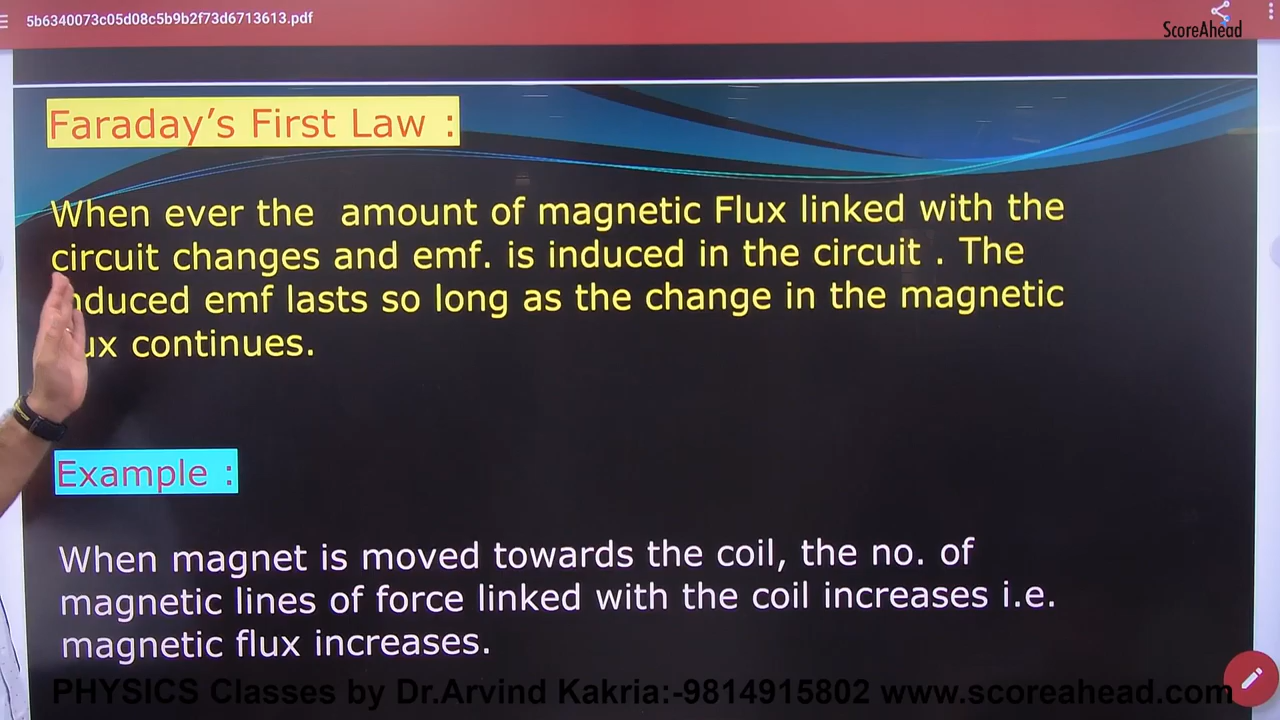 5b6340073c05d08c5b9b2f73d6713613.pdf
ScoreAhead
Faraday's First Law :
When ever the amount of magnetic Flux linked with the
circuit changes and emf. is induced in the circuit . The
induced emf lasts so long as the change in the magnetic
flux continues.
Example :
When magnet is moved towards the coil, the no. of
magnetic lines of force linked with the coil increases i.e.
magnetic flux increases.
PHYSICS Classes by Dr.Arvind Kakria:-9814915802 www.scoreahead.com